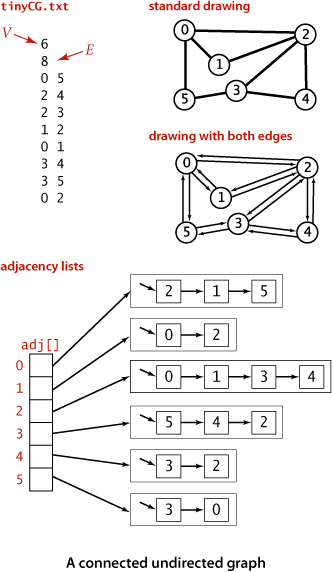 tinyCG.txt
V
6
E
8
0 5
2 4
2 3
1 2
0 1
3 4
3 5
0 2
standard drawing
0
2
1
5
3
4
drawing with both edges
0
2
1
5
3
4
adjacency lists
adj[]
0
1
2
3
4
5
2 1 5
0 2
0 1 3 4
5 4 2
3 2
3 0
A connected undirected graph